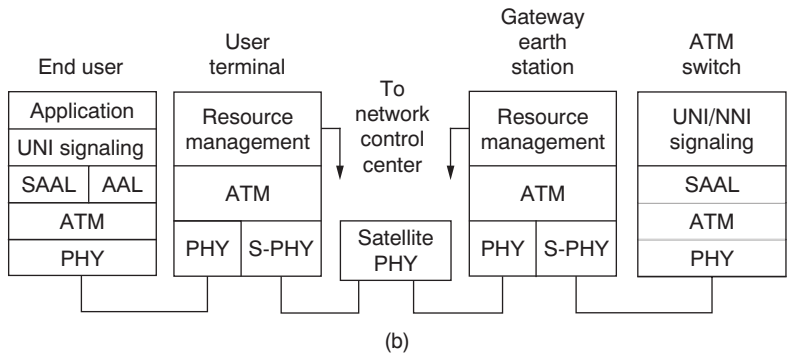 End user
Application
UNI signaling
SAAL
AAL
ATM
PHY
User
terminal
Resource
management
ATM
PHY
S-PHY
To
network
control
center
Satellite
PHY
Gateway
earth
station
Resource
management
ATM
PHY
S-PHY
ATM
switch
UNI/NNI
signaling
SAAL
ATM
PHY
(b)